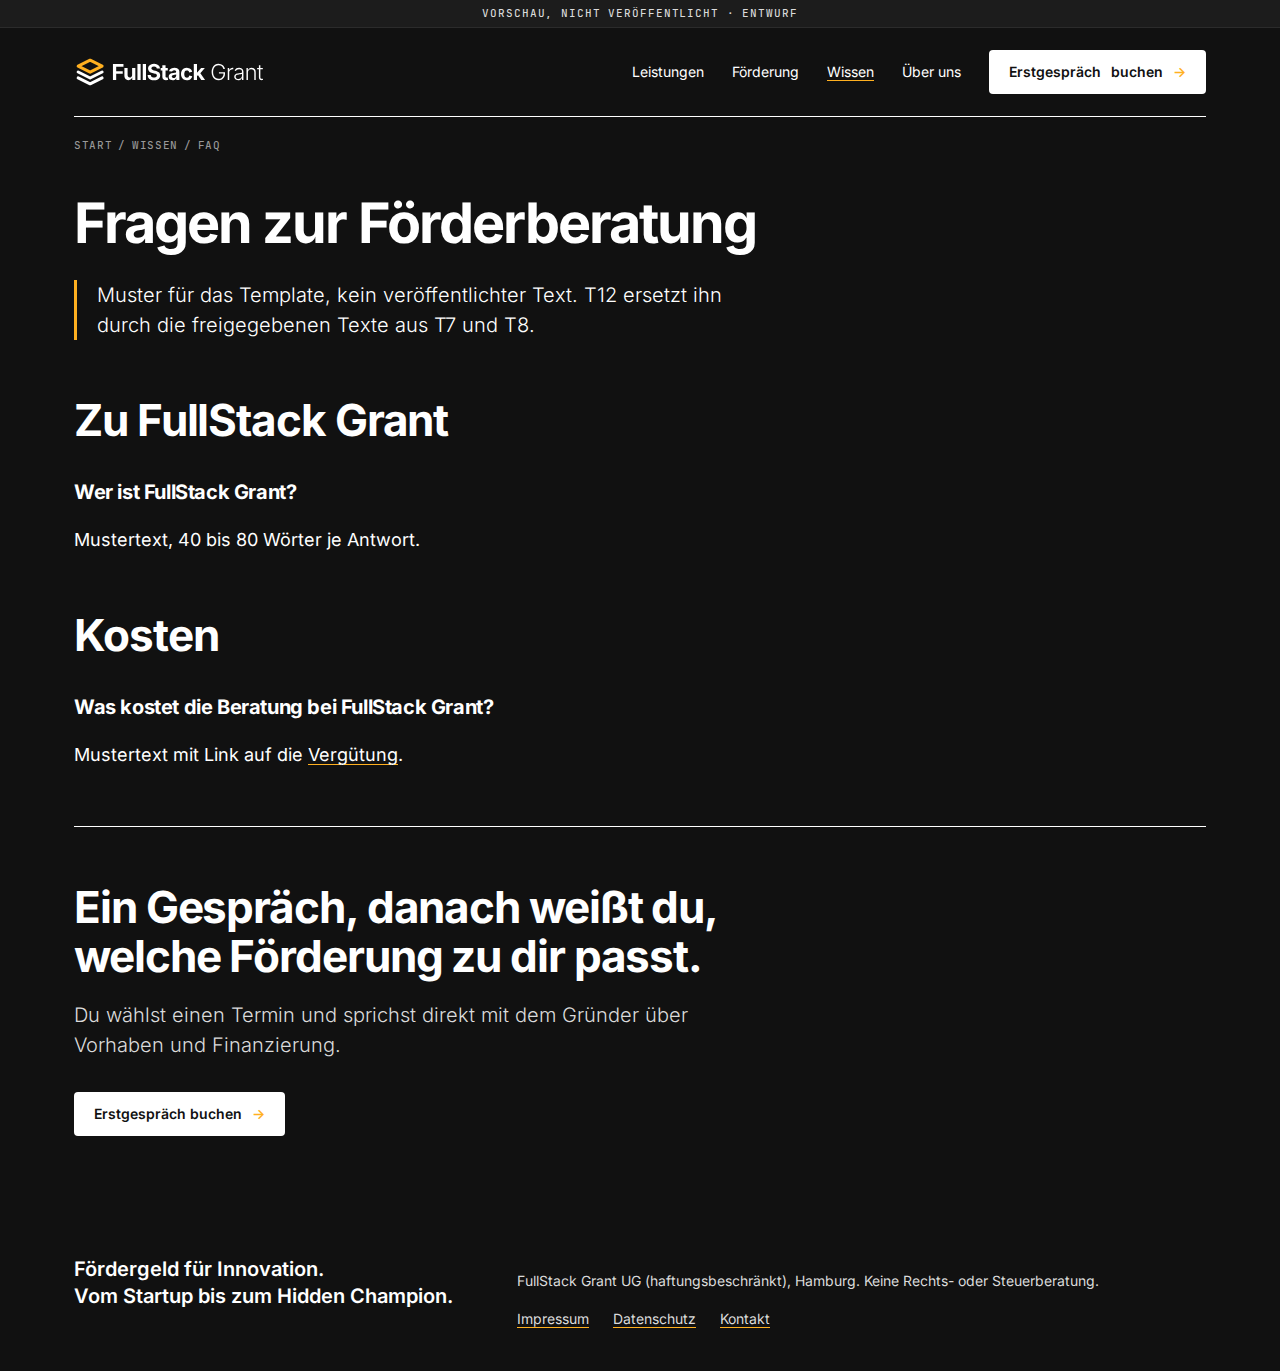 VORSCHAU, NICHT VERÖFFENTLICHT · ENTWURF
FullStack Grant
Leistungen Förderung Wissen Über uns Erstgespräch buchen →
START / WISSEN / FAQ
Fragen zur Förderberatung
Muster für das Template, kein veröffentlichter Text. T12 ersetzt ihn
durch die freigegebenen Texte aus T7 und T8.
Zu FullStack Grant
Wer ist FullStack Grant?
Mustertext, 40 bis 80 Wörter je Antwort.
Kosten
Was kostet die Beratung bei FullStack Grant?
Mustertext mit Link auf die Vergütung.
Ein Gespräch, danach weißt du,
welche Förderung zu dir passt.
Du wählst einen Termin und sprichst direkt mit dem Gründer über
Vorhaben und Finanzierung.
Erstgespräch buchen →
Fördergeld für Innovation.
Vom Startup bis zum Hidden Champion.
FullStack Grant UG (haftungsbeschränkt), Hamburg. Keine Rechts- oder Steuerberatung.
Impressum Datenschutz Kontakt